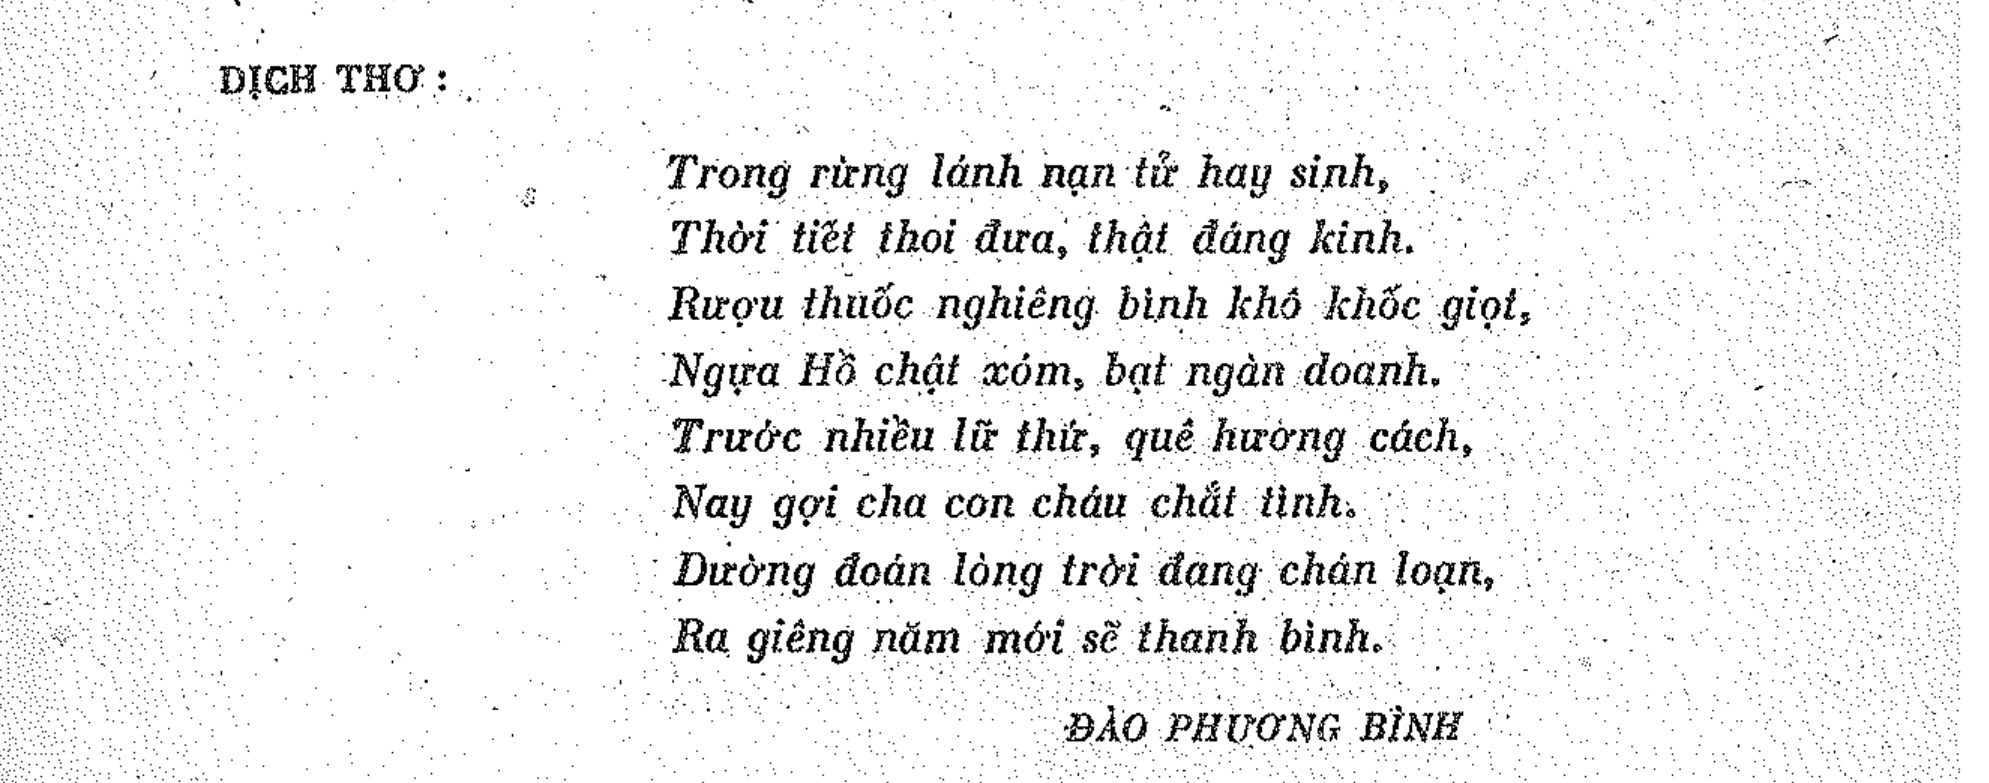 DỊCH THƠ :
Trong rừng lánh nạn tử hay sinh,
Thời tiết thoi đưa, thật đáng kinh.
Rượu thuốc nghiêng bình khô khốc giọt,
Ngựa Hồ chật xóm, bạt ngàn doanh.
Trước nhiều lữ thứ, quê hường cách,
Nay gợi cha con cháu chắt tình.
Dường đoán lòng trời đang chán loạn,
Ra giêng năm mới sẽ thanh bình.
ĐÀO PHƯƠNG BÌNH